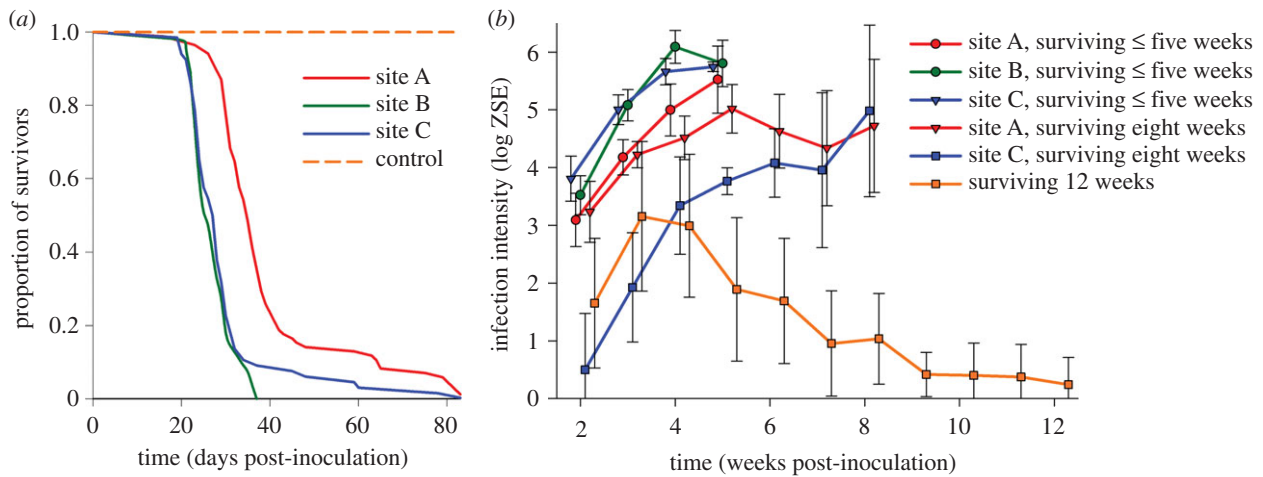 (a)
1.0
0.8
0.6
0.4
0.2
0
proportion of survivors
0 20 40 60 80
time (days post-inoculation)
site A
site B
site C
control
(b)
6
5
4
3
2
1
0
infection intensity (log ZSE)
2 4 6 8 10 12
time (weeks post-inoculation)
site A, surviving ≤ five weeks
site B, surviving ≤ five weeks
site C, surviving ≤ five weeks
site A, surviving eight weeks
site C, surviving eight weeks
surviving 12 weeks